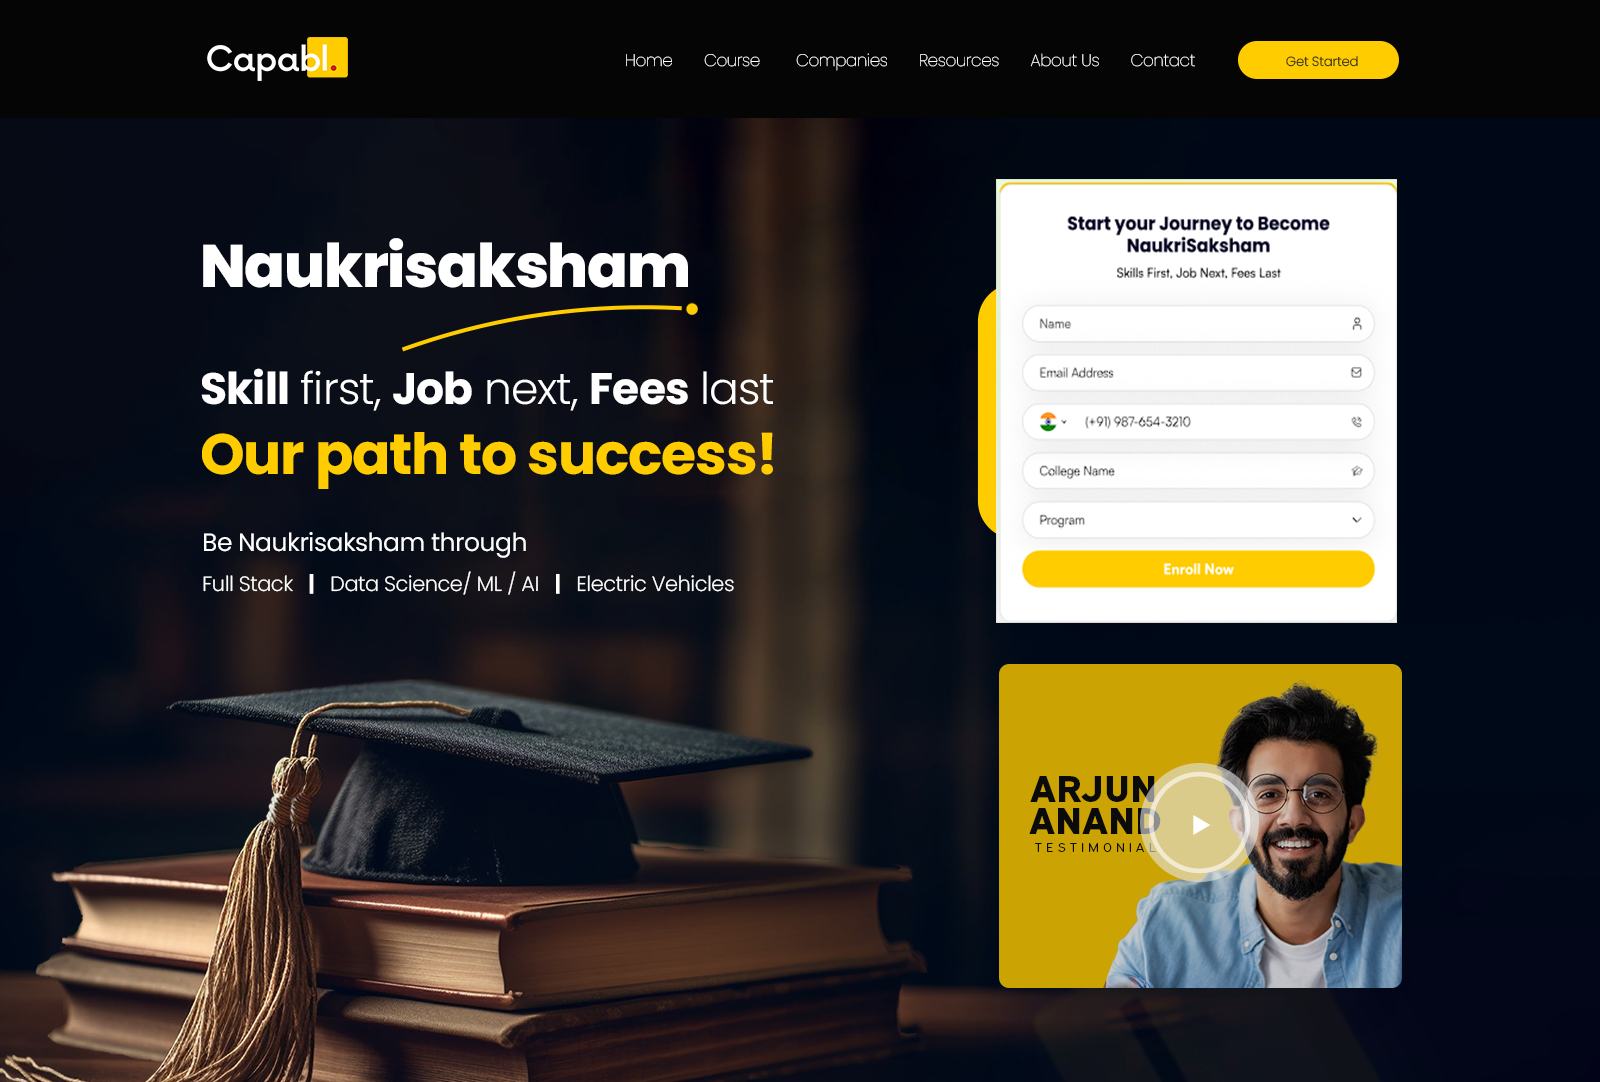 Capabl.
Home Course Companies Resources About Us Contact Get Started
Naukrisaksham
Skill first, Job next, Fees last
Our path to success!
Be Naukrisaksham through
Full Stack | Data Science/ ML / AI | Electric Vehicles
Start your Journey to Become
NaukriSaksham
Skills First, Job Next, Fees Last
Name
Email Address
(+91) 987-654-3210
College Name
Program
Enroll Now
ARJUN
ANAND
TESTIMONIAL